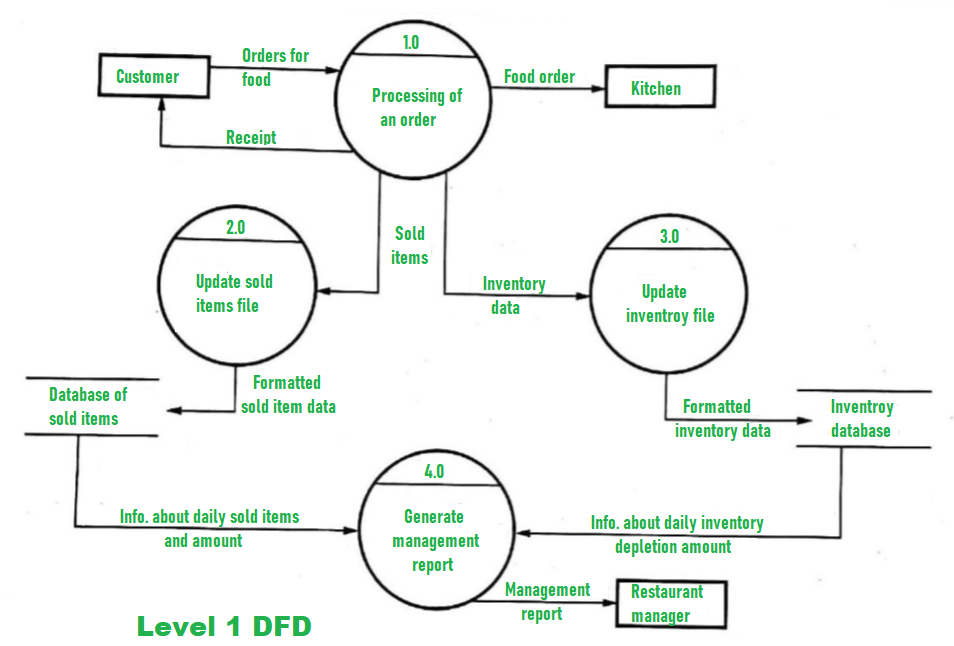 1.0
Orders for
food
Customer
Processing of
an order
Food order
Kitchen
Receipt
2.0
Sold
items
3.0
Update sold
items file
Inventory
data
Update
inventroy file
Database of
sold items
Formatted
sold item data
Formatted
inventory data
Inventroy
database
4.0
Info. about daily sold items
and amount
Generate
management
report
Info. about daily inventory
depletion amount
Management
report
Restaurant
manager
Level 1 DFD